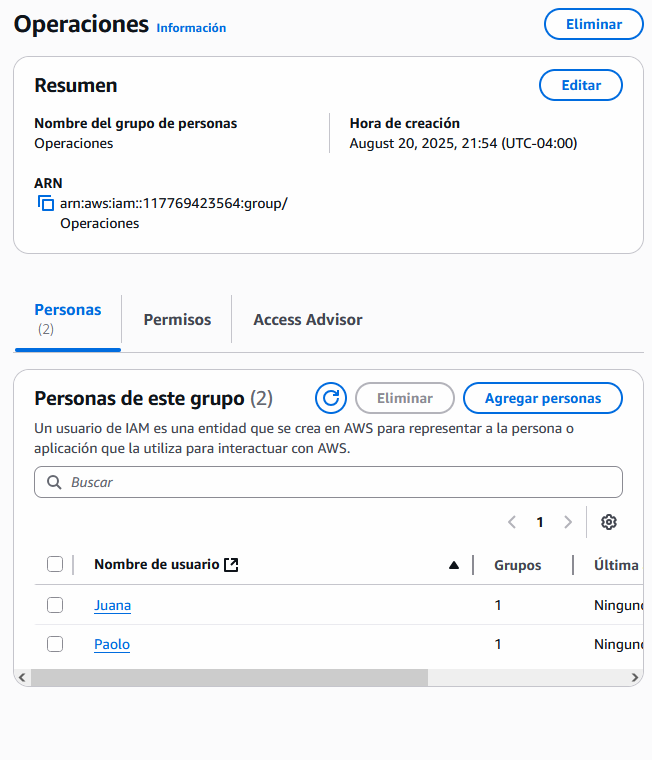 Operaciones Información Eliminar
Resumen Editar
Nombre del grupo de personas
Operaciones
Hora de creación
August 20, 2025, 21:54 (UTC-04:00)
ARN
arn:aws:iam::117769423564:group/
Operaciones
Personas
(2)
Permisos
Access Advisor
Personas de este grupo (2) Eliminar Agregar personas
Un usuario de IAM es una entidad que se crea en AWS para representar a la persona o
aplicación que la utiliza para interactuar con AWS.
Buscar
1
Nombre de usuario Grupos Última
Juana 1 Ninguno
Paolo 1 Ninguno